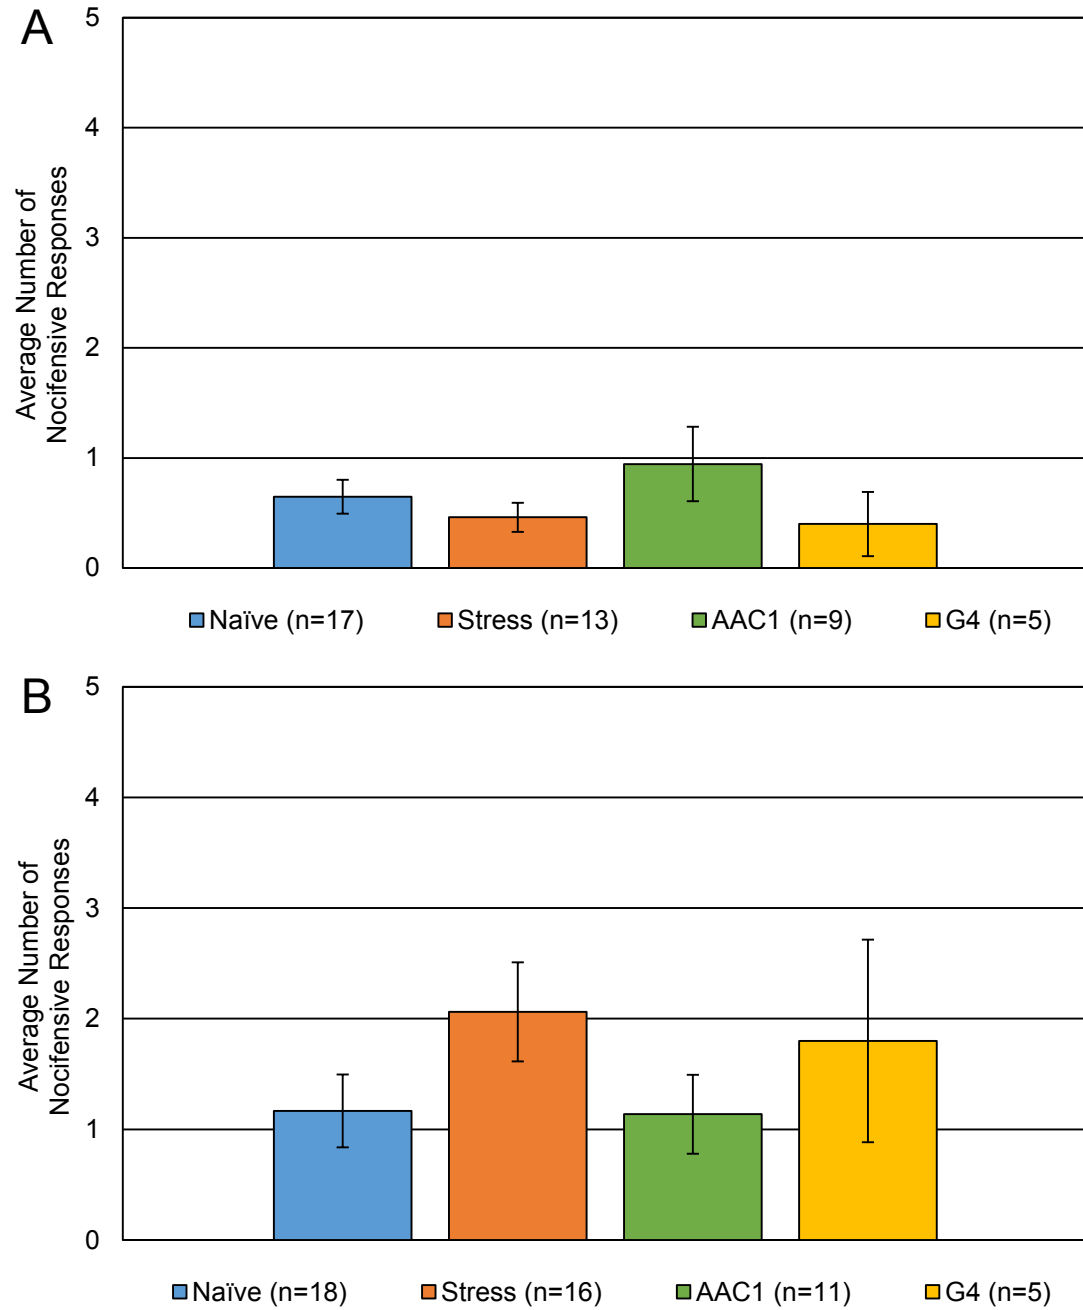 A
5
4
3
2
1
0
Average Number of
Nocifensive Responses
Naïve (n=17) Stress (n=13) AAC1 (n=9) G4 (n=5)
B
5
4
3
2
1
0
Average Number of
Nocifensive Responses
Naïve (n=18) Stress (n=16) AAC1 (n=11) G4 (n=5)